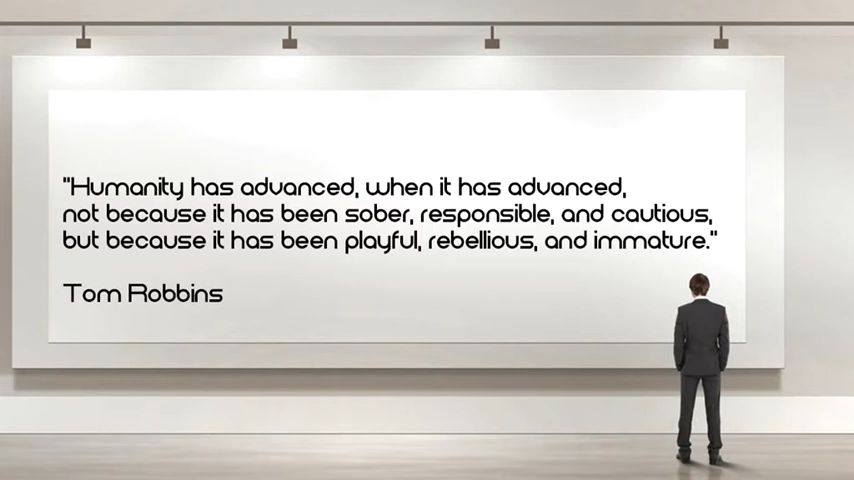 "Humanity has advanced, when it has advanced,
not because it has been sober, responsible, and cautious,
but because it has been playful, rebellious, and immature."
Tom Robbins